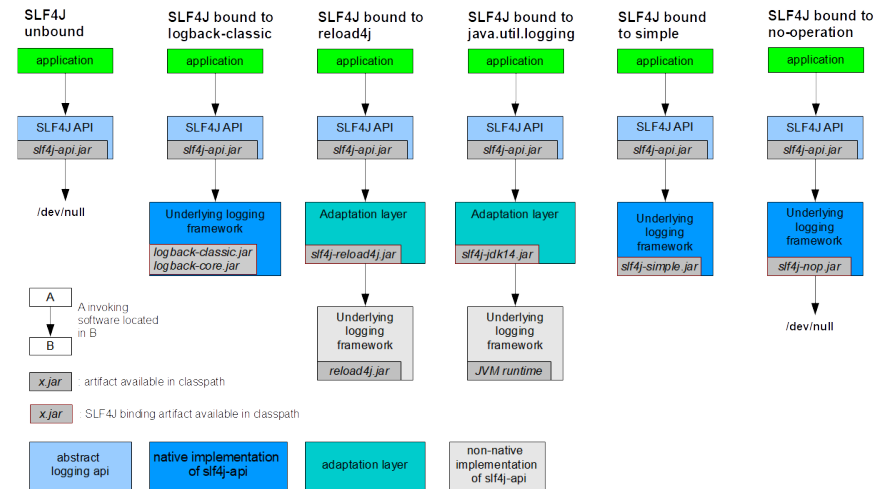 SLF4J
unbound
SLF4J bound to
logback-classic
SLF4J bound to
reload4j
SLF4J bound to
java.util.logging
SLF4J bound
to simple
SLF4J bound to
no-operation
application
application
application
application
application
application
SLF4J API
slf4j-api.jar
SLF4J API
slf4j-api.jar
SLF4J API
slf4j-api.jar
SLF4J API
slf4j-api.jar
SLF4J API
slf4j-api.jar
SLF4J API
slf4j-api.jar
/dev/null
Underlying logging
framework
logback-classic.jar
logback-core.jar
Adaptation layer
slf4j-reload4j.jar
Adaptation layer
slf4j-jdk14.jar
Underlying
logging
framework
slf4j-simple.jar
Underlying
logging
framework
slf4j-nop.jar
A
B
A invoking
software located
in B
Underlying
logging
framework
reload4j.jar
Underlying
logging
framework
JVM runtime
/dev/null
x.jar : artifact available in classpath
x.jar : SLF4J binding artifact available in classpath
abstract
logging api
native implementation
of slf4j-api
adaptation layer
non-native
implementation
of slf4j-api